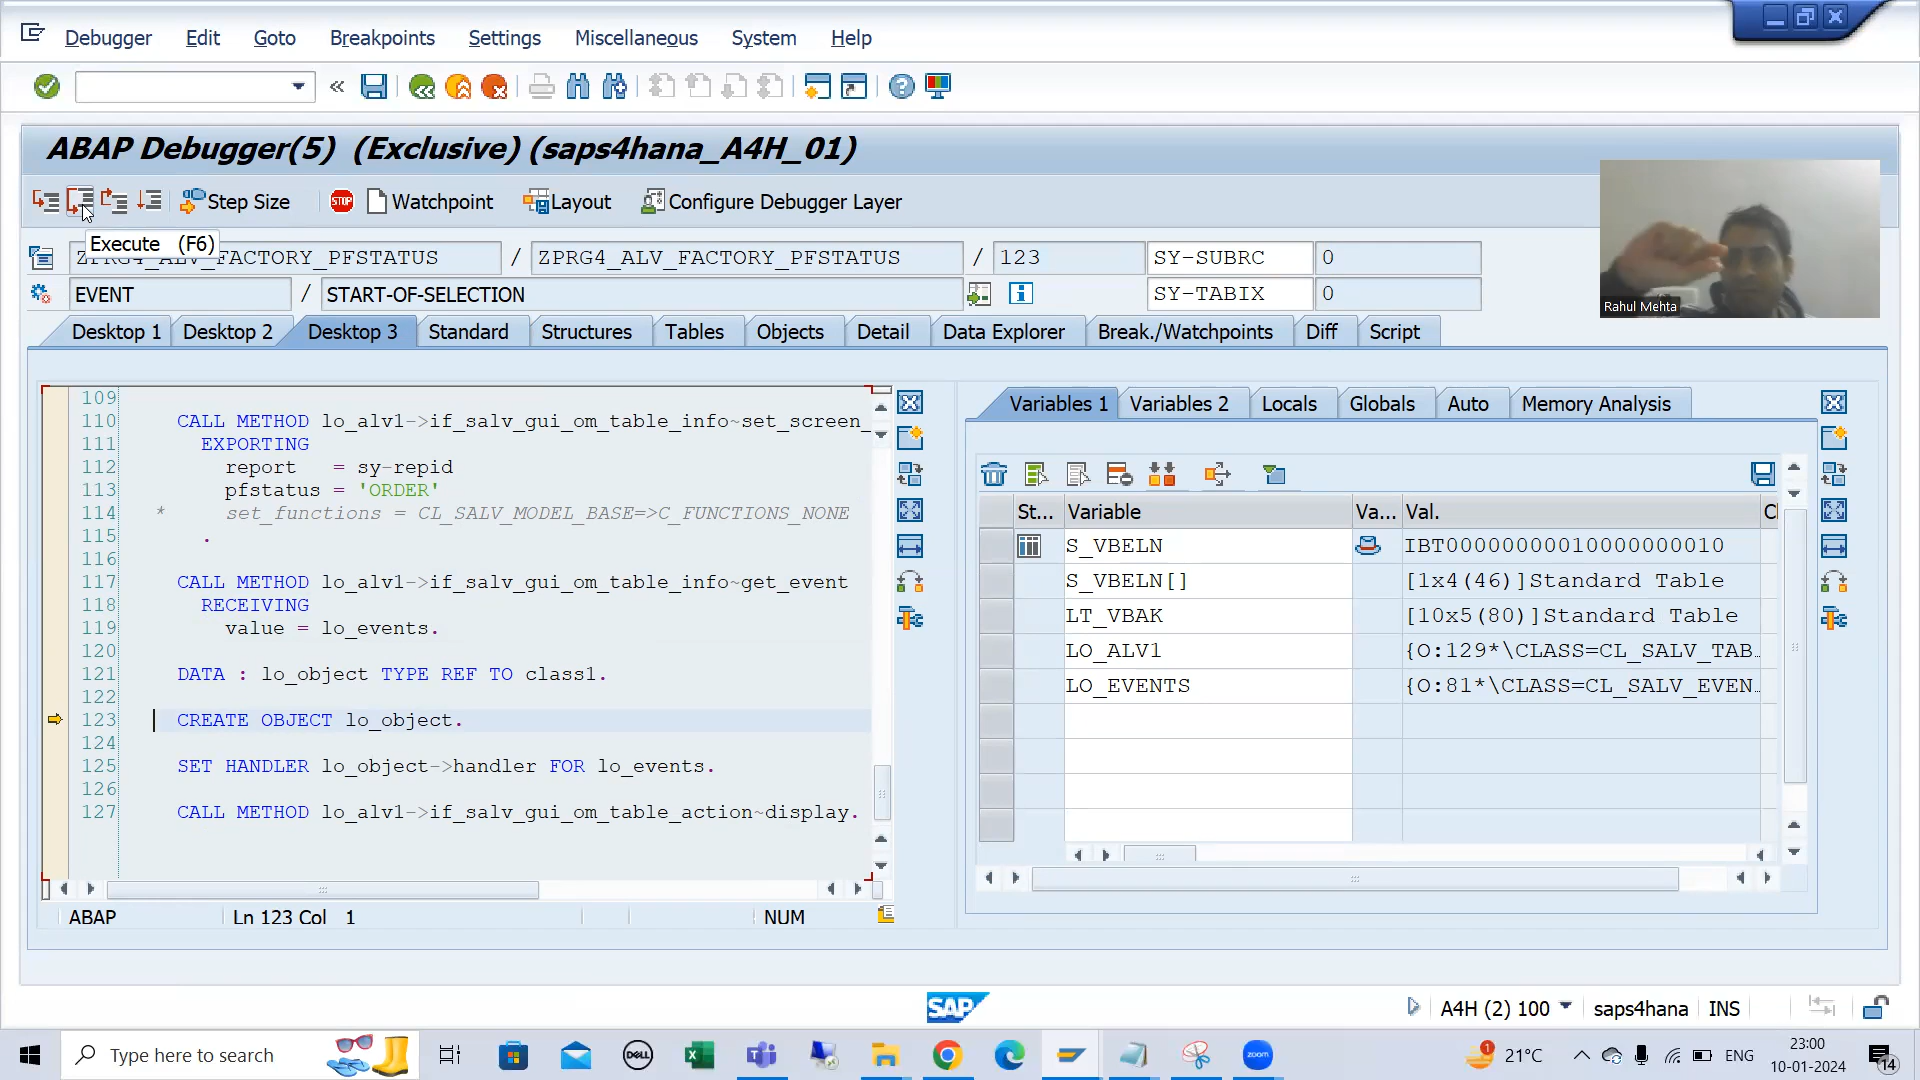 Debugger Edit Goto Breakpoints Settings Miscellaneous System Help
ABAP Debugger(5) (Exclusive) (saps4hana_A4H_01)
STOP
Step Size Watchpoint Layout Configure Debugger Layer
Execute (F6)
ZPRG4_ALV_FACTORY_PFSTATUS / ZPRG4_ALV_FACTORY_PFSTATUS / 123 SY-SUBRC 0
EVENT / START-OF-SELECTION SY-TABIX 0
Rahul Mehta
Desktop 1 Desktop 2 Desktop 3 Standard Structures Tables Objects Detail Data Explorer Break./Watchpoints Diff Script
109
110 CALL METHOD lo_alv1->if_salv_gui_om_table_info~set_screen_
111 EXPORTING
112 report = sy-repid
113 pfstatus = 'ORDER'
114 * set_functions = CL_SALV_MODEL_BASE=>C_FUNCTIONS_NONE
115 .
116
117 CALL METHOD lo_alv1->if_salv_gui_om_table_info~get_event
118 RECEIVING
119 value = lo_events.
120
121 DATA : lo_object TYPE REF TO class1.
122
123 CREATE OBJECT lo_object.
124
125 SET HANDLER lo_object->handler FOR lo_events.
126
127 CALL METHOD lo_alv1->if_salv_gui_om_table_action~display.
ABAP Ln 123 Col 1 NUM
Variables 1 Variables 2 Locals Globals Auto Memory Analysis
St... Variable Va... Val. C
S_VBELN IBT00000000010000000010
S_VBELN[] [1x4(46)]Standard Table
LT_VBAK [10x5(80)]Standard Table
LO_ALV1 {O:129*\CLASS=CL_SALV_TAB...
LO_EVENTS {O:81*\CLASS=CL_SALV_EVEN...
SAP
A4H (2) 100 saps4hana INS
Type here to search
DELL
zoom
1
21°C
ENG
23:00
10-01-2024
14